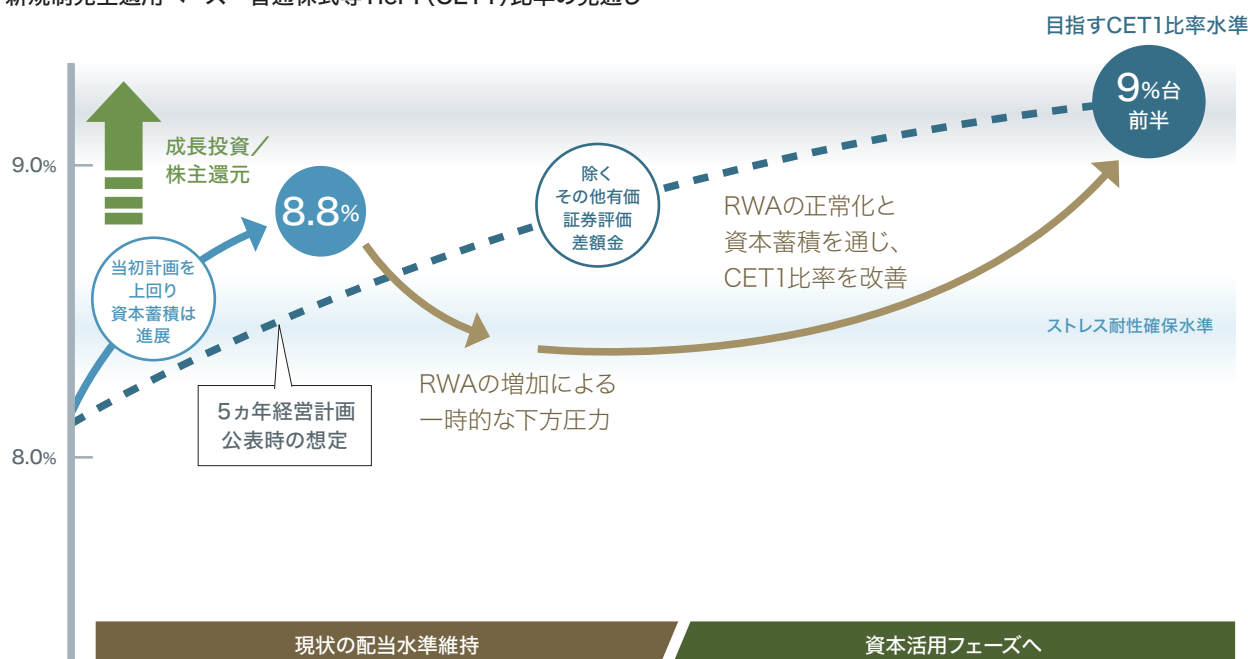 目指すCET1比率水準
9%台
前半
9.0%
成長投資／
株主還元
8.8%
除く
その他有価
証券評価
差額金
RWAの正常化と
資本蓄積を通じ、
CET1比率を改善
当初計画を
上回り
資本蓄積は
進展
ストレス耐性確保水準
RWAの増加による
一時的な下方圧力
5ヵ年経営計画
公表時の想定
8.0%
現状の配当水準維持
資本活用フェーズへ